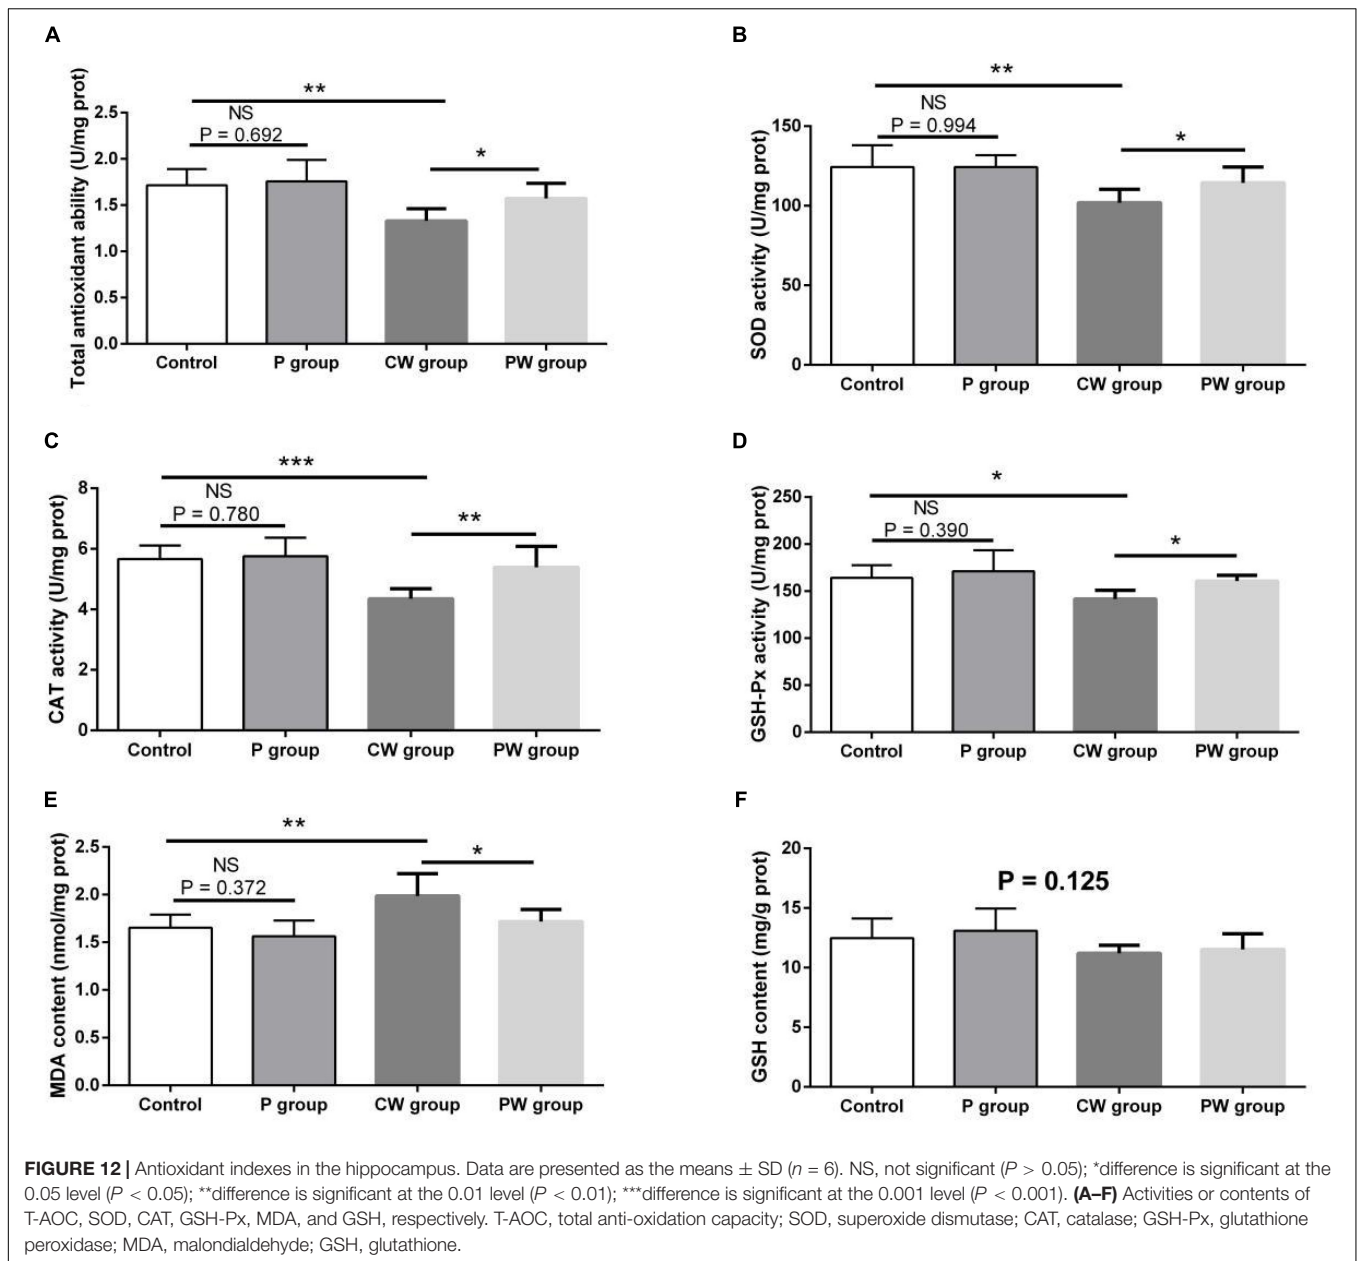 A
Total antioxidant ability (U/mg prot)
2.5
2.0
1.5
1.0
0.5
0.0
**
NS
P = 0.692
*
Control P group CW group PW group
B
SOD activity (U/mg prot)
150
100
50
0
**
NS
P = 0.994
*
Control P group CW group PW group
C
CAT activity (U/mg prot)
8
6
4
2
0
***
NS
P = 0.780
**
Control P group CW group PW group
D
GSH-Px activity (U/mg prot)
250
200
150
100
50
0
*
NS
P = 0.390
*
Control P group CW group PW group
E
MDA content (nmol/mg prot)
2.5
2.0
1.5
1.0
0.5
0.0
**
NS
P = 0.372
*
Control P group CW group PW group
F
GSH content (mg/g prot)
20
15
10
5
0
P = 0.125
Control P group CW group PW group
FIGURE 12 | Antioxidant indexes in the hippocampus. Data are presented as the means ± SD (n = 6). NS, not significant (P > 0.05); *difference is significant at the
0.05 level (P < 0.05); **difference is significant at the 0.01 level (P < 0.01); ***difference is significant at the 0.001 level (P < 0.001). (A–F) Activities or contents of
T-AOC, SOD, CAT, GSH-Px, MDA, and GSH, respectively. T-AOC, total anti-oxidation capacity; SOD, superoxide dismutase; CAT, catalase; GSH-Px, glutathione
peroxidase; MDA, malondialdehyde; GSH, glutathione.